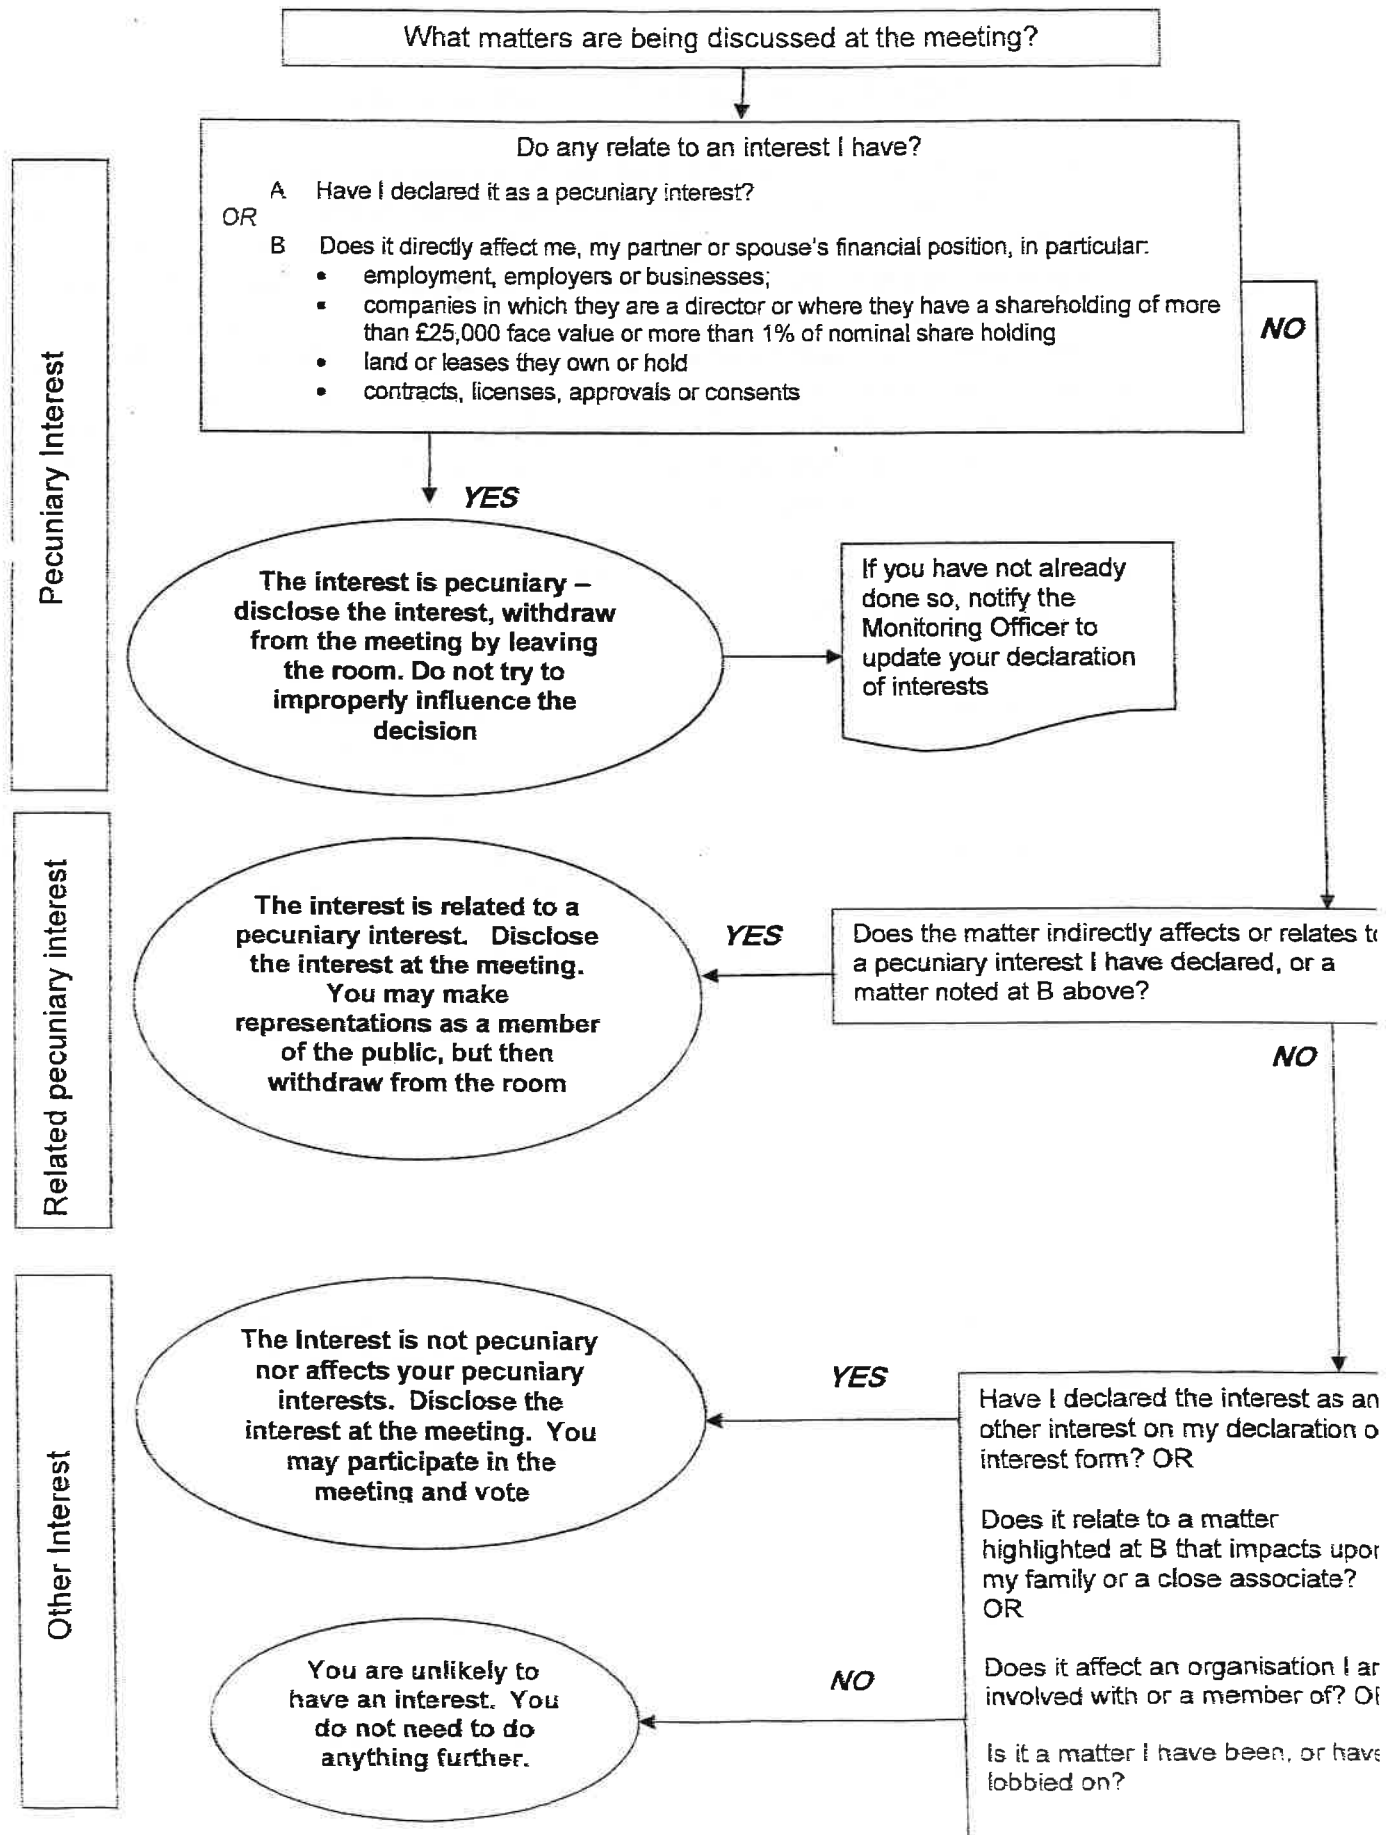 What matters are being discussed at the meeting?
Do any relate to an interest I have?
A Have I declared it as a pecuniary interest?
OR
B Does it directly affect me, my partner or spouse's financial position, in particular:
• employment, employers or businesses;
• companies in which they are a director or where they have a shareholding of more
than £25,000 face value or more than 1% of nominal share holding
• land or leases they own or hold
• contracts, licenses, approvals or consents
NO
Pecuniary Interest
YES
The interest is pecuniary –
disclose the interest, withdraw
from the meeting by leaving
the room. Do not try to
improperly influence the
decision
If you have not already
done so, notify the
Monitoring Officer to
update your declaration
of interests
Related pecuniary interest
The interest is related to a
pecuniary interest. Disclose
the interest at the meeting.
You may make
representations as a member
of the public, but then
withdraw from the room
YES
Does the matter indirectly affects or relates to
a pecuniary interest I have declared, or a
matter noted at B above?
NO
Other Interest
The Interest is not pecuniary
nor affects your pecuniary
interests. Disclose the
interest at the meeting. You
may participate in the
meeting and vote
YES
Have I declared the interest as an
other interest on my declaration o
interest form? OR
Does it relate to a matter
highlighted at B that impacts upon
my family or a close associate?
OR
Does it affect an organisation I a
involved with or a member of? O
Is it a matter I have been, or have
lobbied on?
NO
You are unlikely to
have an interest. You
do not need to do
anything further.